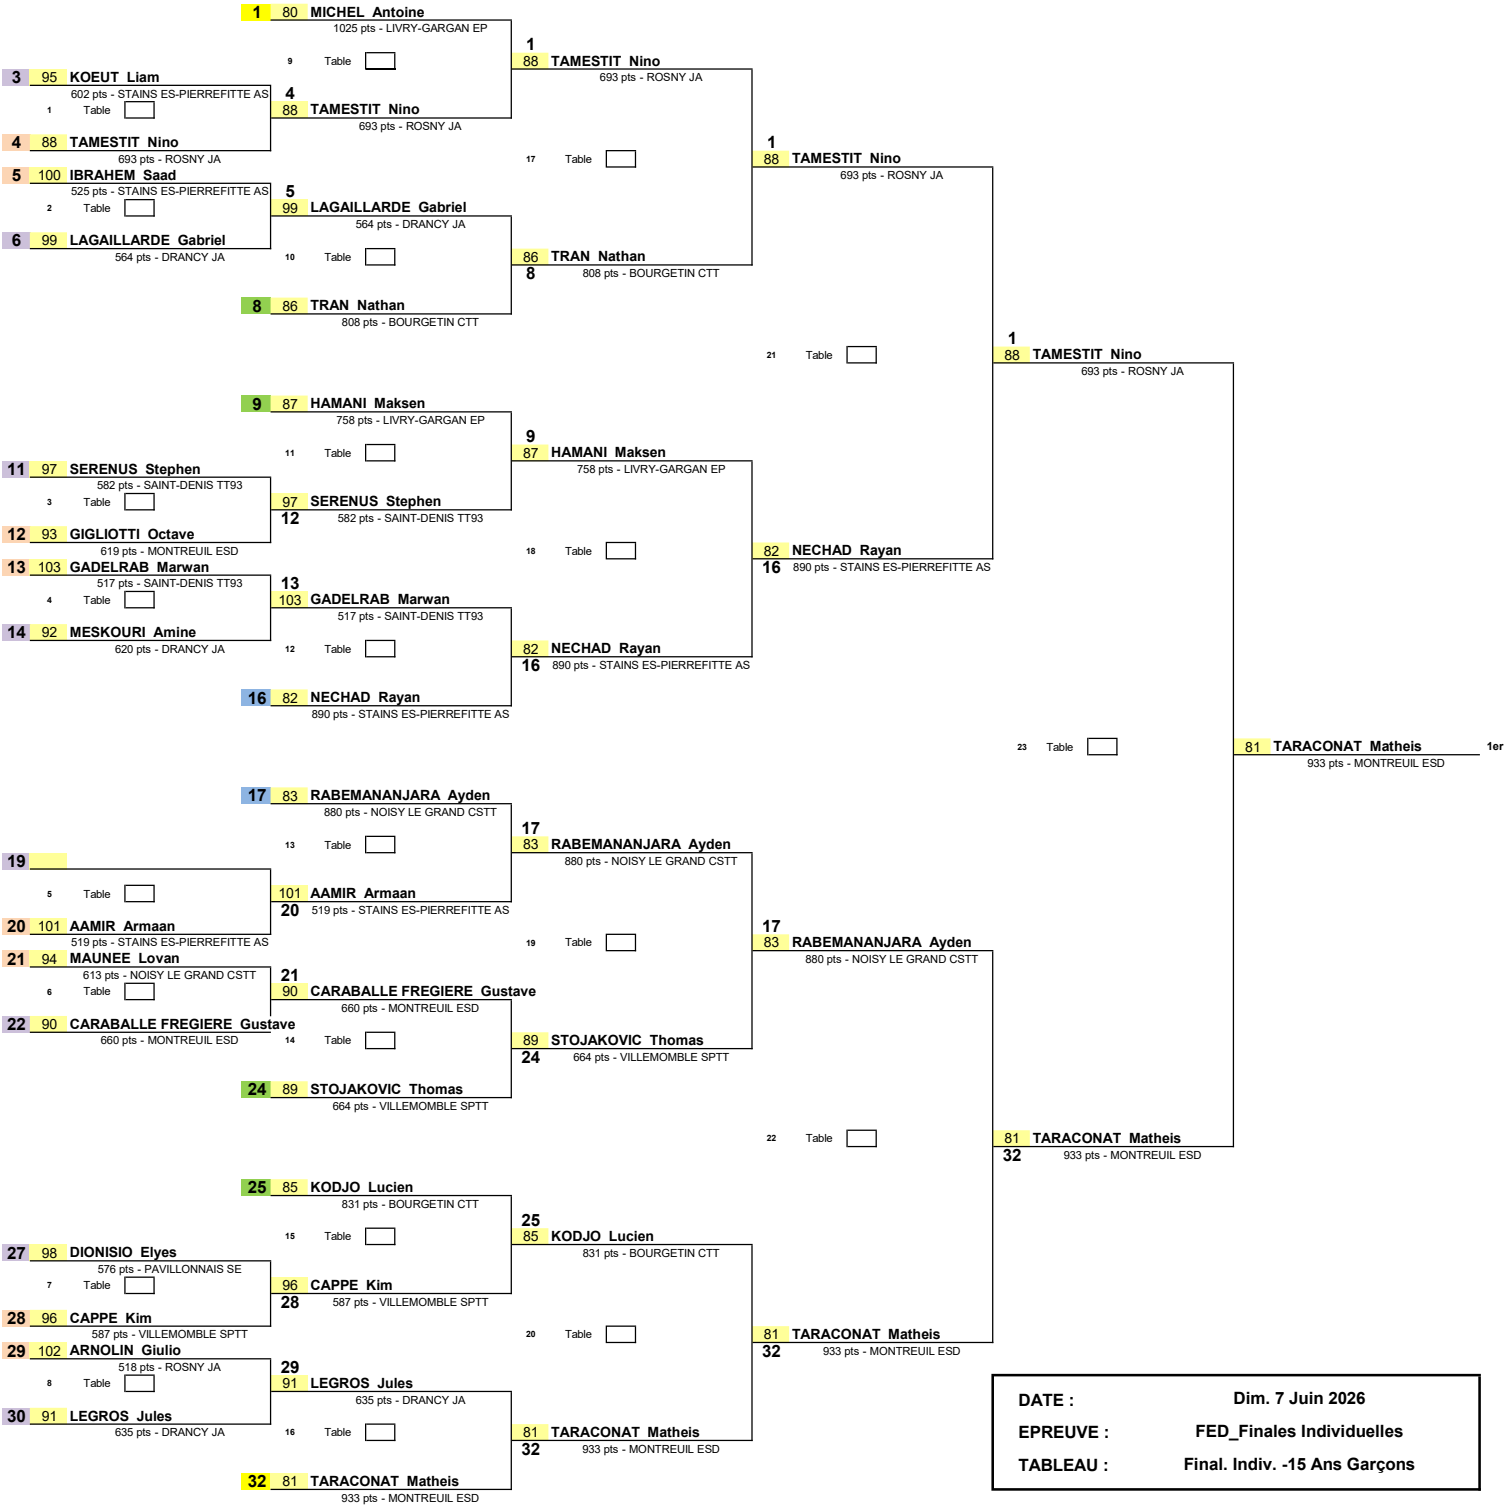 1 80 MICHEL Antoine
1025 pts - LIVRY-GARGAN EP
1
9 Table
88 TAMESTIT Nino
693 pts - ROSNY JA
3 95 KOEUT Liam
602 pts - STAINS ES-PIERREFITTE AS
4
1 Table
88 TAMESTIT Nino
693 pts - ROSNY JA
4 88 TAMESTIT Nino
693 pts - ROSNY JA
17 Table
1
88 TAMESTIT Nino
693 pts - ROSNY JA
5 100 IBRAHEM Saad
525 pts - STAINS ES-PIERREFITTE AS
5
2 Table
99 LAGAILLARDE Gabriel
564 pts - DRANCY JA
6 99 LAGAILLARDE Gabriel
564 pts - DRANCY JA
10 Table
86 TRAN Nathan
8
808 pts - BOURGETIN CTT
8 86 TRAN Nathan
808 pts - BOURGETIN CTT
1
21 Table
88 TAMESTIT Nino
693 pts - ROSNY JA
9 87 HAMANI Maksen
758 pts - LIVRY-GARGAN EP
9
11 Table
87 HAMANI Maksen
758 pts - LIVRY-GARGAN EP
11 97 SERENUS Stephen
582 pts - SAINT-DENIS TT93
3 Table
97 SERENUS Stephen
12
582 pts - SAINT-DENIS TT93
12 93 GIGLIOTTI Octave
619 pts - MONTREUIL ESD
18 Table
82 NECHAD Rayan
16
890 pts - STAINS ES-PIERREFITTE AS
13 103 GADELRAB Marwan
517 pts - SAINT-DENIS TT93
13
4 Table
103 GADELRAB Marwan
517 pts - SAINT-DENIS TT93
14 92 MESKOURI Amine
620 pts - DRANCY JA
12 Table
82 NECHAD Rayan
16
890 pts - STAINS ES-PIERREFITTE AS
16 82 NECHAD Rayan
890 pts - STAINS ES-PIERREFITTE AS
23 Table
81 TARACONAT Matheis 1er
933 pts - MONTREUIL ESD
17 83 RABEMANANJARA Ayden
880 pts - NOISY LE GRAND CSTT
17
13 Table
83 RABEMANANJARA Ayden
880 pts - NOISY LE GRAND CSTT
19
5 Table
101 AAMIR Armaan
20
519 pts - STAINS ES-PIERREFITTE AS
20 101 AAMIR Armaan
519 pts - STAINS ES-PIERREFITTE AS
17
19 Table
83 RABEMANANJARA Ayden
880 pts - NOISY LE GRAND CSTT
21 94 MAUNEE Lovan
613 pts - NOISY LE GRAND CSTT
21
6 Table
90 CARABALLE FREGIERE Gustave
660 pts - MONTREUIL ESD
22 90 CARABALLE FREGIERE Gustave
660 pts - MONTREUIL ESD
14 Table
89 STOJAKOVIC Thomas
24
664 pts - VILLEMOMBLE SPTT
24 89 STOJAKOVIC Thomas
664 pts - VILLEMOMBLE SPTT
22 Table
81 TARACONAT Matheis
32
933 pts - MONTREUIL ESD
25 85 KODJO Lucien
831 pts - BOURGETIN CTT
25
15 Table
85 KODJO Lucien
831 pts - BOURGETIN CTT
27 98 DIONISIO Elyes
576 pts - PAVILLONNAIS SE
7 Table
96 CAPPE Kim
28
587 pts - VILLEMOMBLE SPTT
28 96 CAPPE Kim
587 pts - VILLEMOMBLE SPTT
20 Table
81 TARACONAT Matheis
32
933 pts - MONTREUIL ESD
29 102 ARNOLIN Giulio
518 pts - ROSNY JA
29
8 Table
91 LEGROS Jules
635 pts - DRANCY JA
30 91 LEGROS Jules
635 pts - DRANCY JA
16 Table
81 TARACONAT Matheis
32
933 pts - MONTREUIL ESD
32 81 TARACONAT Matheis
933 pts - MONTREUIL ESD
DATE : Dim. 7 Juin 2026
EPREUVE : FED_Finales Individuelles
TABLEAU : Final. Indiv. -15 Ans Garçons